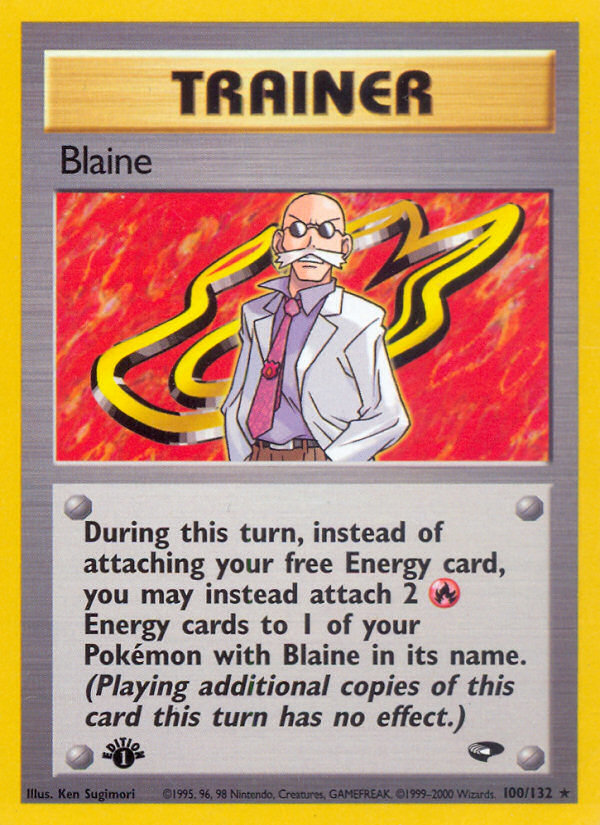 TRAINER
Blaine
During this turn, instead of
attaching your free Energy card,
you may instead attach 2
Energy cards to 1 of your
Pokémon with Blaine in its name.
(Playing additional copies of this
card this turn has no effect.)
EDITION
1
Illus. Ken Sugimori ©1995, 96, 98 Nintendo, Creatures, GAMEFREAK. ©1999–2000 Wizards. 100/132 ★